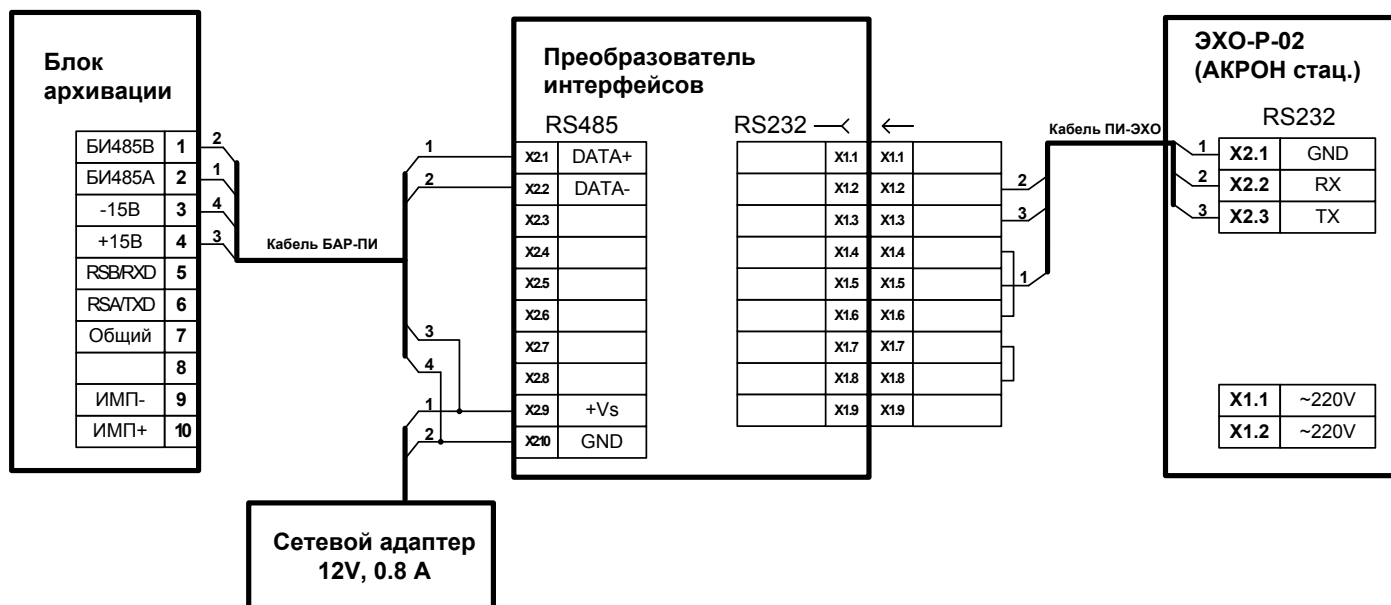 Блок
архивации
БИ485В 1 2
БИ485А 2 1
-15В 3 4
+15В 4 3
RSB/RXD 5
RSA/TXD 6
Общий 7
8
ИМП- 9
ИМП+ 10
Кабель БАР-ПИ
1
2
3
4
1
2
Сетевой адаптер
12V, 0.8 А
Преобразователь
интерфейсов
RS485
X2.1 DATA+
X2.2 DATA-
X2.3
X2.4
X2.5
X2.6
X2.7
X2.8
X2.9 +Vs
X2.10 GND
RS232
X1.1 X1.1
X1.2 X1.2 2
X1.3 X1.3 3
X1.4 X1.4
X1.5 X1.5 1
X1.6 X1.6
X1.7 X1.7
X1.8 X1.8
X1.9 X1.9
Кабель ПИ-ЭХО
ЭХО-Р-02
(АКРОН стац.)
RS232
1 X2.1 GND
2 X2.2 RX
3 X2.3 TX
X1.1 ~220V
X1.2 ~220V